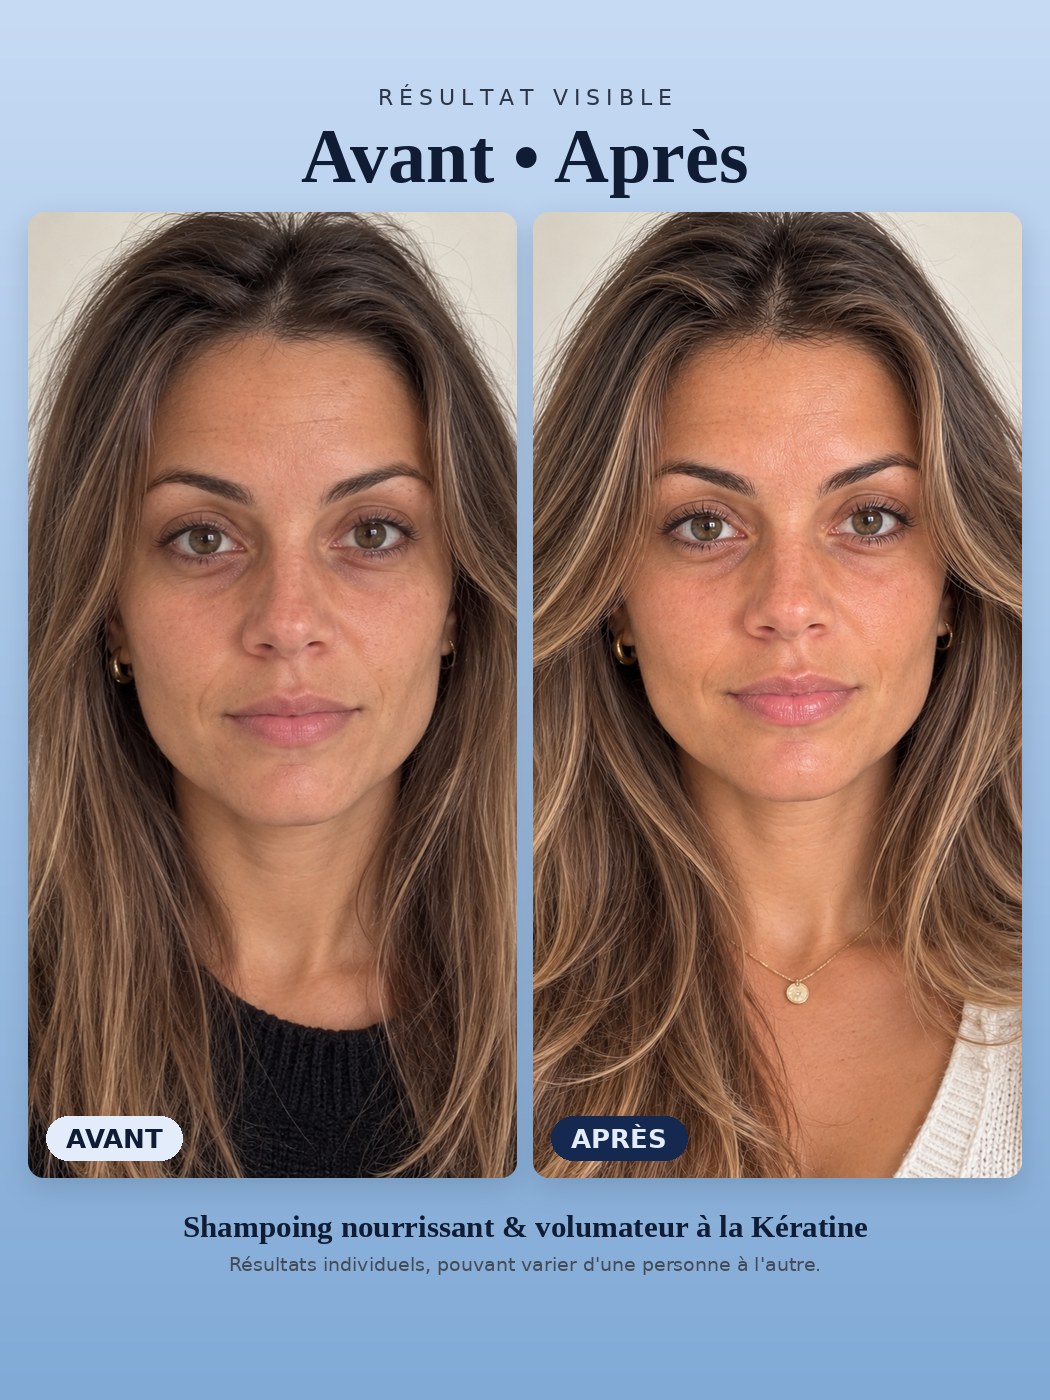 RÉSULTAT VISIBLE
Avant • Après
AVANT
APRÈS
Shampoing nourrissant & volumateur à la Kératine
Résultats individuels, pouvant varier d'une personne à l'autre.